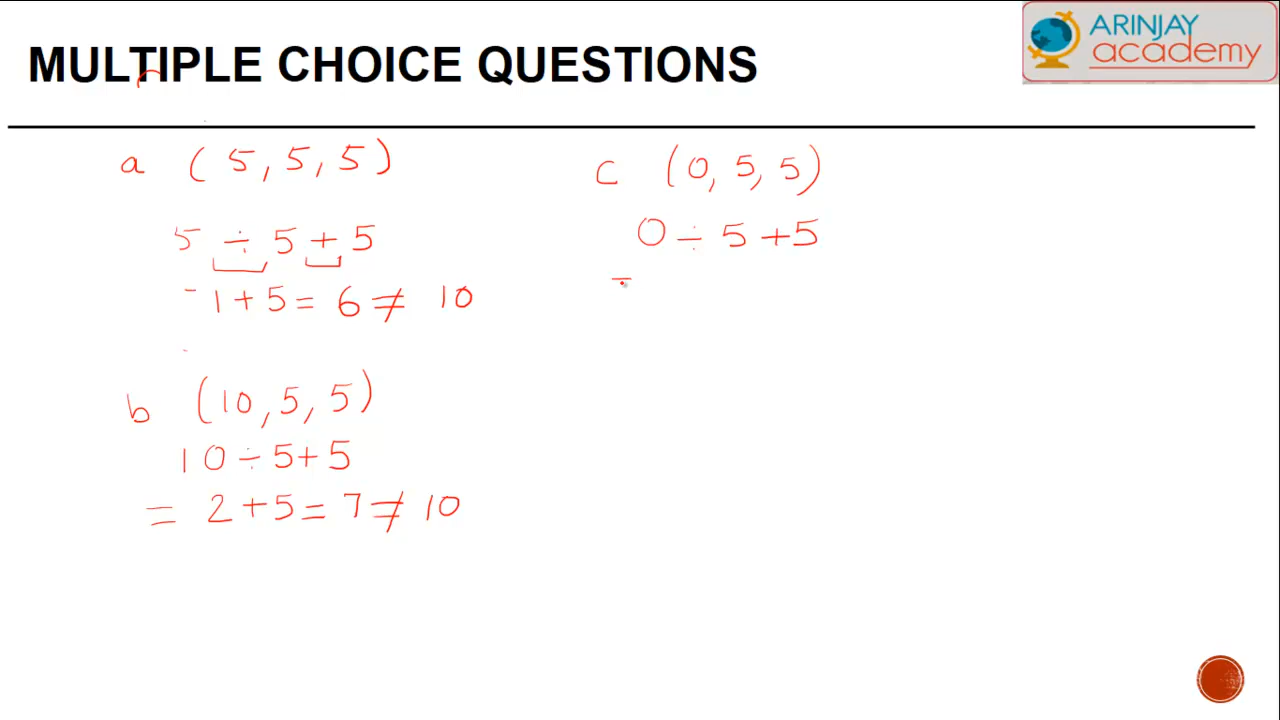 MULTIPLE CHOICE QUESTIONS
ARINJAY
academy
a (5, 5, 5)
5 ÷ 5 + 5
- 1 + 5 = 6 ≠ 10
b (10, 5, 5)
10 ÷ 5 + 5
= 2 + 5 = 7 ≠ 10
c (0, 5, 5)
0 ÷ 5 + 5